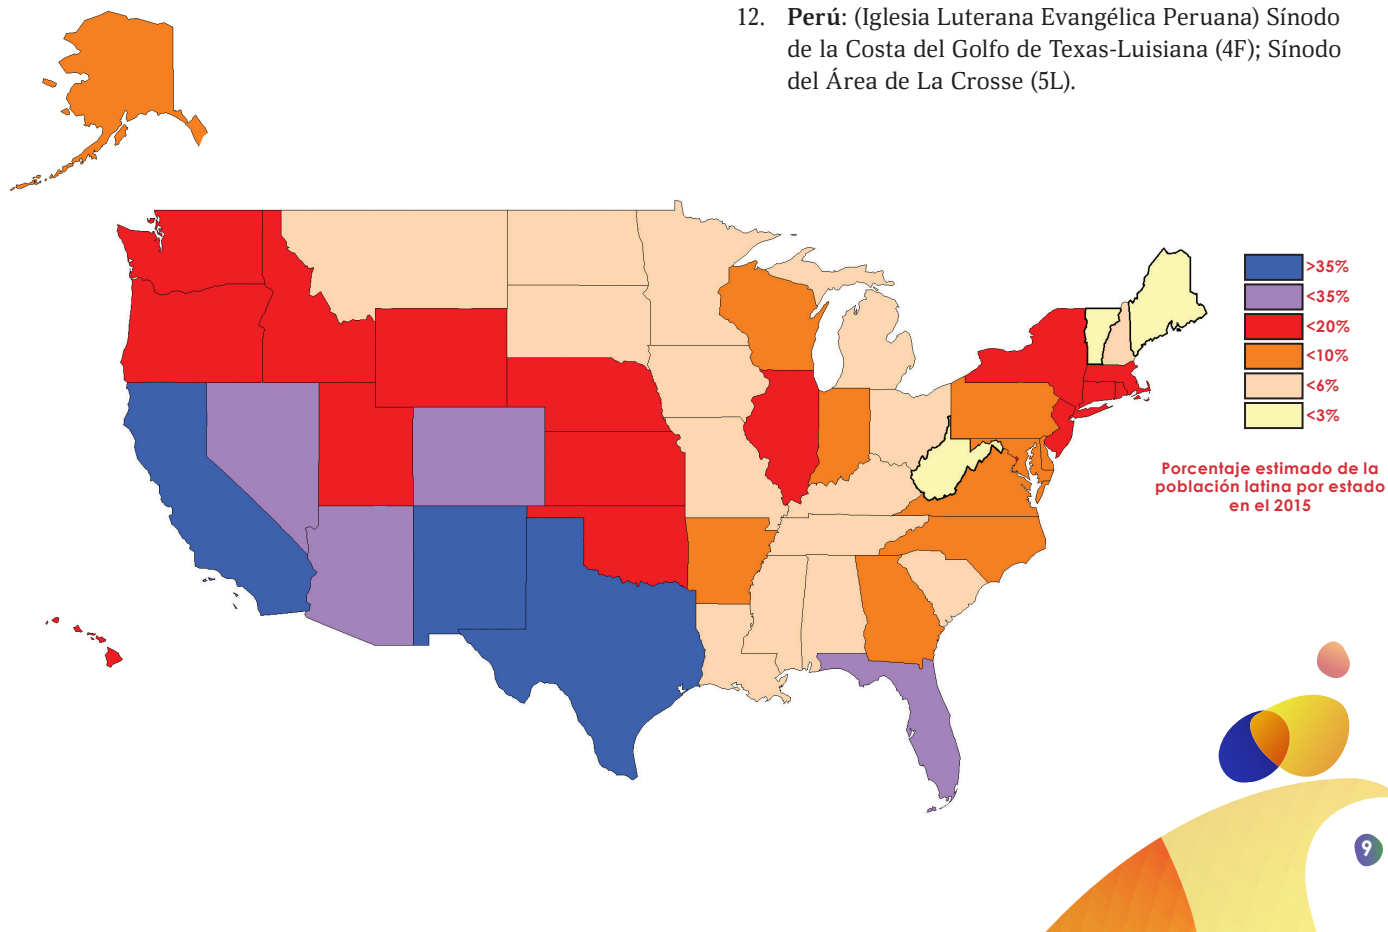 12. Perú: (Iglesia Luterana Evangélica Peruana) Sínodo
de la Costa del Golfo de Texas-Luisiana (4F); Sínodo
del Área de La Crosse (5L).
>35%
<35%
<20%
<10%
<6%
<3%
Porcentaje estimado de la
población latina por estado
en el 2015
9